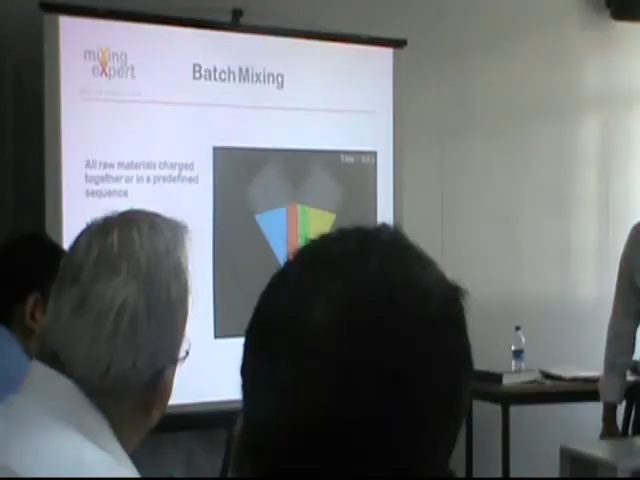 mixing
expert
Batch Mixing
All raw materials charged
together or in a predefined
sequence